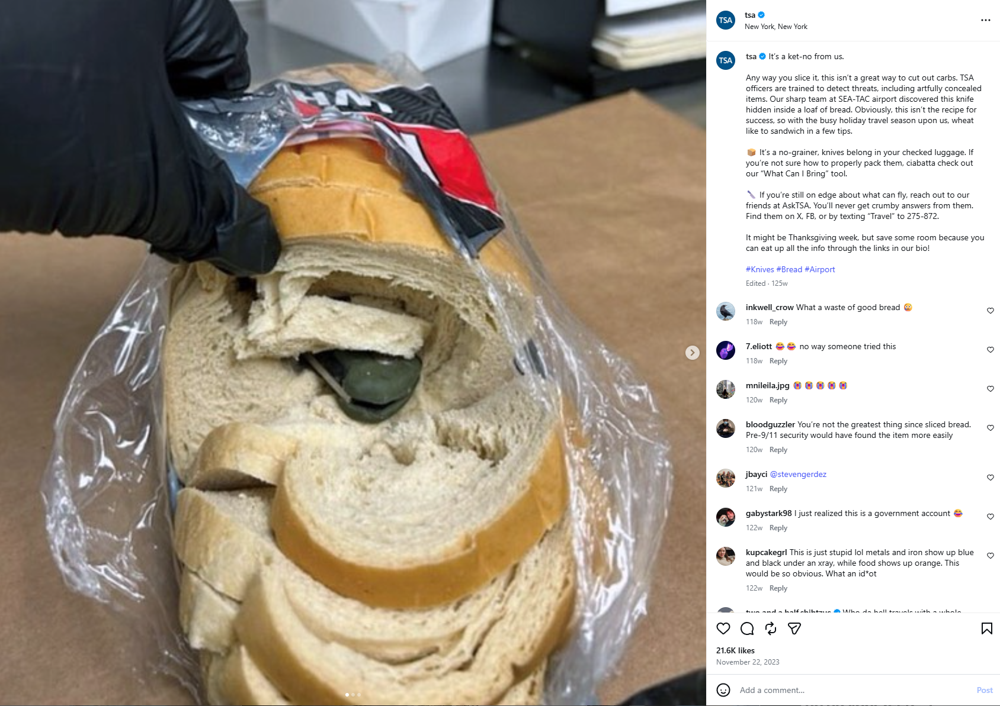 TSA
tsa
New York, New York
TSA
tsa It's a ket-no from us.
Any way you slice it, this isn't a great way to cut out carbs. TSA
officers are trained to detect threats, including artfully concealed
items. Our sharp team at SEA-TAC airport discovered this knife
hidden inside a loaf of bread. Obviously, this isn't the recipe for
success, so with the busy holiday travel season upon us, wheat
like to sandwich in a few tips.
📦 It's a no-grainer, knives belong in your checked luggage. If
you're not sure how to properly pack them, ciabatta check out
our “What Can I Bring” tool.
🔪 If you're still on edge about what can fly, reach out to our
friends at AskTSA. You'll never get crumby answers from them.
Find them on X, FB, or by texting “Travel” to 275-872.
It might be Thanksgiving week, but save some room because you
can eat up all the info through the links in our bio!
#Knives #Bread #Airport
Edited · 125w
inkwell_crow What a waste of good bread 😢
118w Reply
7.eliott 😂😂 no way someone tried this
118w Reply
mnileila.jpg 😭😭😭😭😭
120w Reply
bloodguzzler You're not the greatest thing since sliced bread.
Pre-9/11 security would have found the item more easily
120w Reply
jbayci @stevengerdez
121w Reply
gabystark98 I just realized this is a government account 😂
122w Reply
kupcakegrl This is just stupid lol metals and iron show up blue
and black under an xray, while food shows up orange. This
would be so obvious. What an id*ot
122w Reply
two.and.a.half.shihtzus Who da hell travels with a whole
21.6K likes
November 22, 2023
Add a comment...
Post